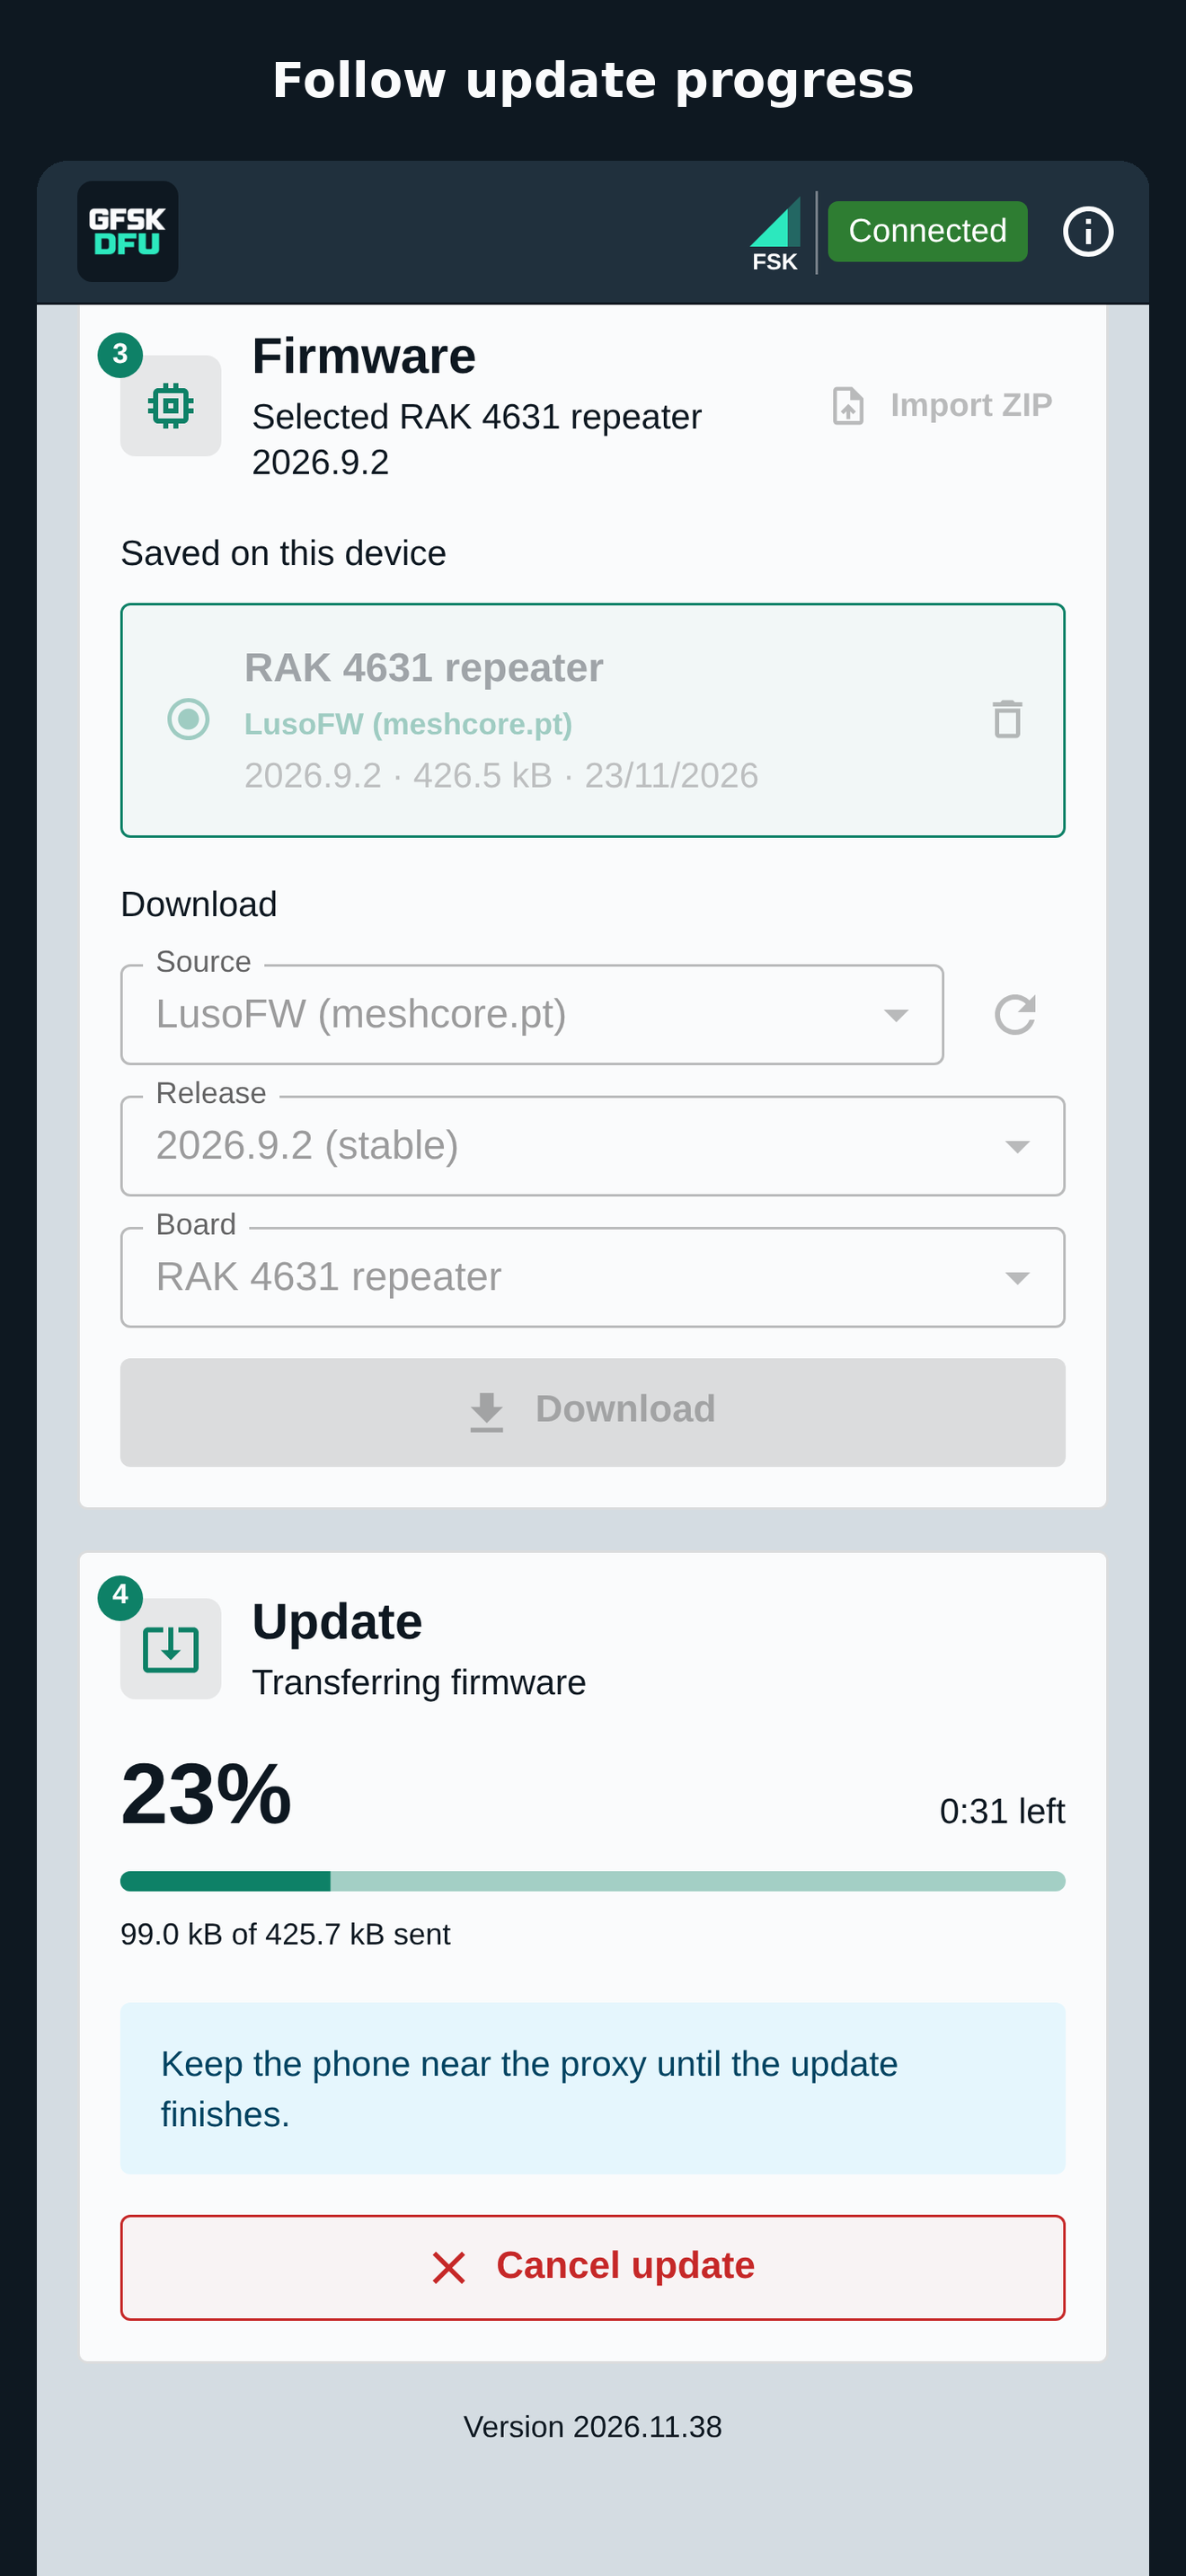 Follow update progress
GFSK
DFU
FSK
Connected
3
Firmware
Selected RAK 4631 repeater
2026.9.2
Import ZIP
Saved on this device
RAK 4631 repeater
LusoFW (meshcore.pt)
2026.9.2 · 426.5 kB · 23/11/2026
Download
Source
LusoFW (meshcore.pt)
Release
2026.9.2 (stable)
Board
RAK 4631 repeater
Download
4
Update
Transferring firmware
23%
0:31 left
99.0 kB of 425.7 kB sent
Keep the phone near the proxy until the update
finishes.
Cancel update
Version 2026.11.38